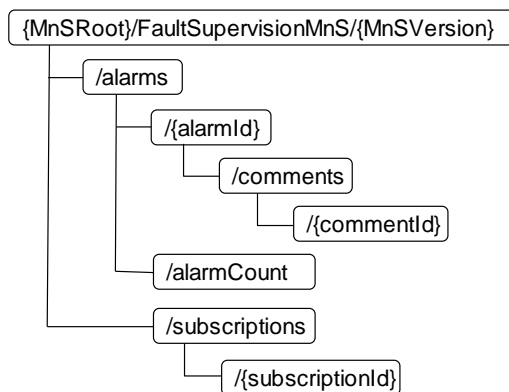 {MnSRoot}/FaultSupervisionMnS/{MnSVersion}
/alarms
/{alarmId}
/comments
/{commentId}
/alarmCount
/subscriptions
/{subscriptionId}